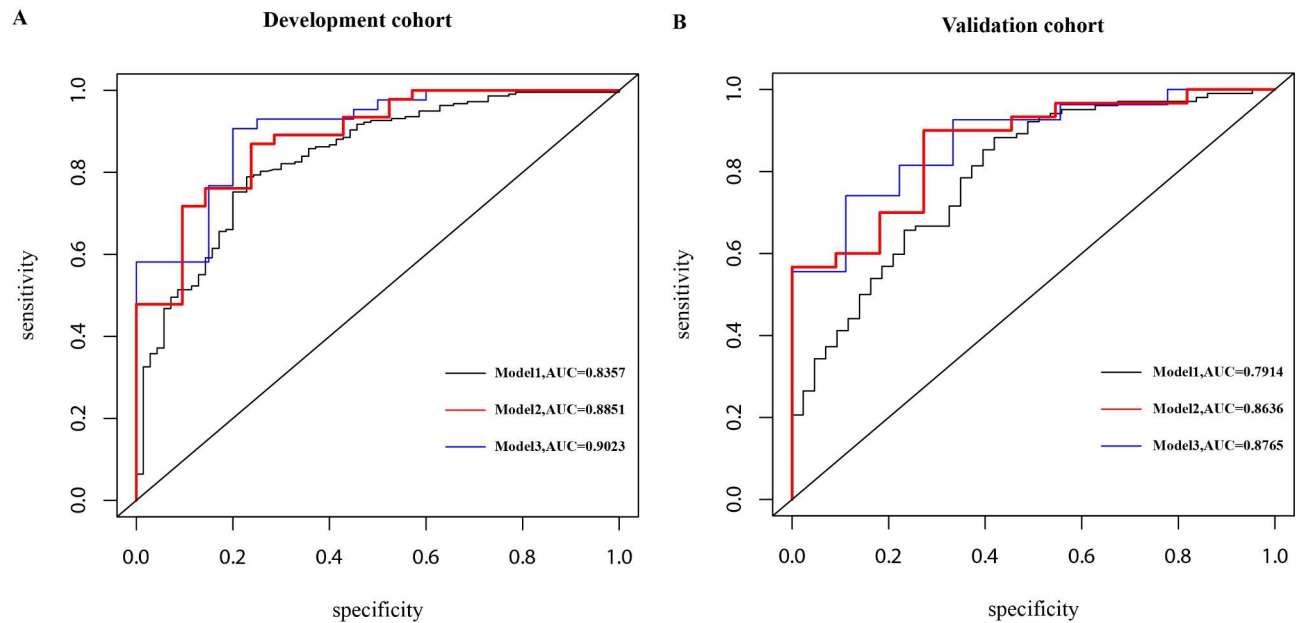 A
Development cohort
sensitivity
1.0
0.8
0.6
0.4
0.2
0.0
Model1,AUC=0.8357
Model2,AUC=0.8851
Model3,AUC=0.9023
0.0 0.2 0.4 0.6 0.8 1.0
specificity
B
Validation cohort
sensitivity
1.0
0.8
0.6
0.4
0.2
0.0
Model1,AUC=0.7914
Model2,AUC=0.8636
Model3,AUC=0.8765
0.0 0.2 0.4 0.6 0.8 1.0
specificity